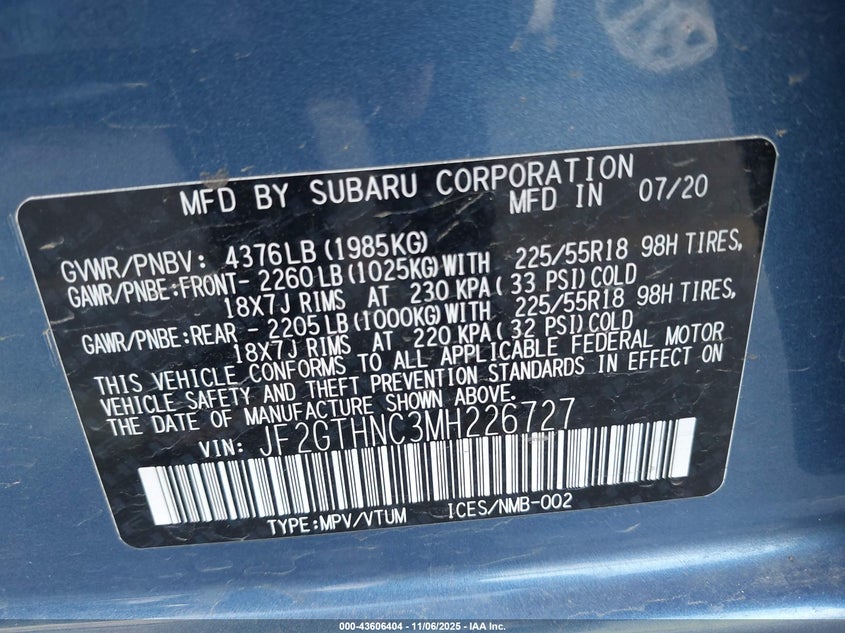 MFD BY SUBARU CORPORATION
MFD IN 07/20
GVWR/PNBV: 4376LB (1985KG)
GAWR/PNBE:FRONT- 2260LB (1025KG) WITH 225/55R18 98H TIRES,
18X7J RIMS AT 230 KPA( 33 PSI) COLD
GAWR/PNBE:REAR - 2205LB (1000KG) WITH 225/55R18 98H TIRES,
18X7J RIMS AT 220 KPA( 32 PSI) COLD
THIS VEHICLE CONFORMS TO ALL APPLICABLE FEDERAL MOTOR
VEHICLE SAFETY AND THEFT PREVENTION STANDARDS IN EFFECT ON
THE DATE OF MANUFACTURE SHOWN ABOVE.
VIN: JF2GTHNC3MH226727
TYPE:MPV/VTUM ICES/NMB-002
000-43606404 - 11/06/2025 - IAA Inc.